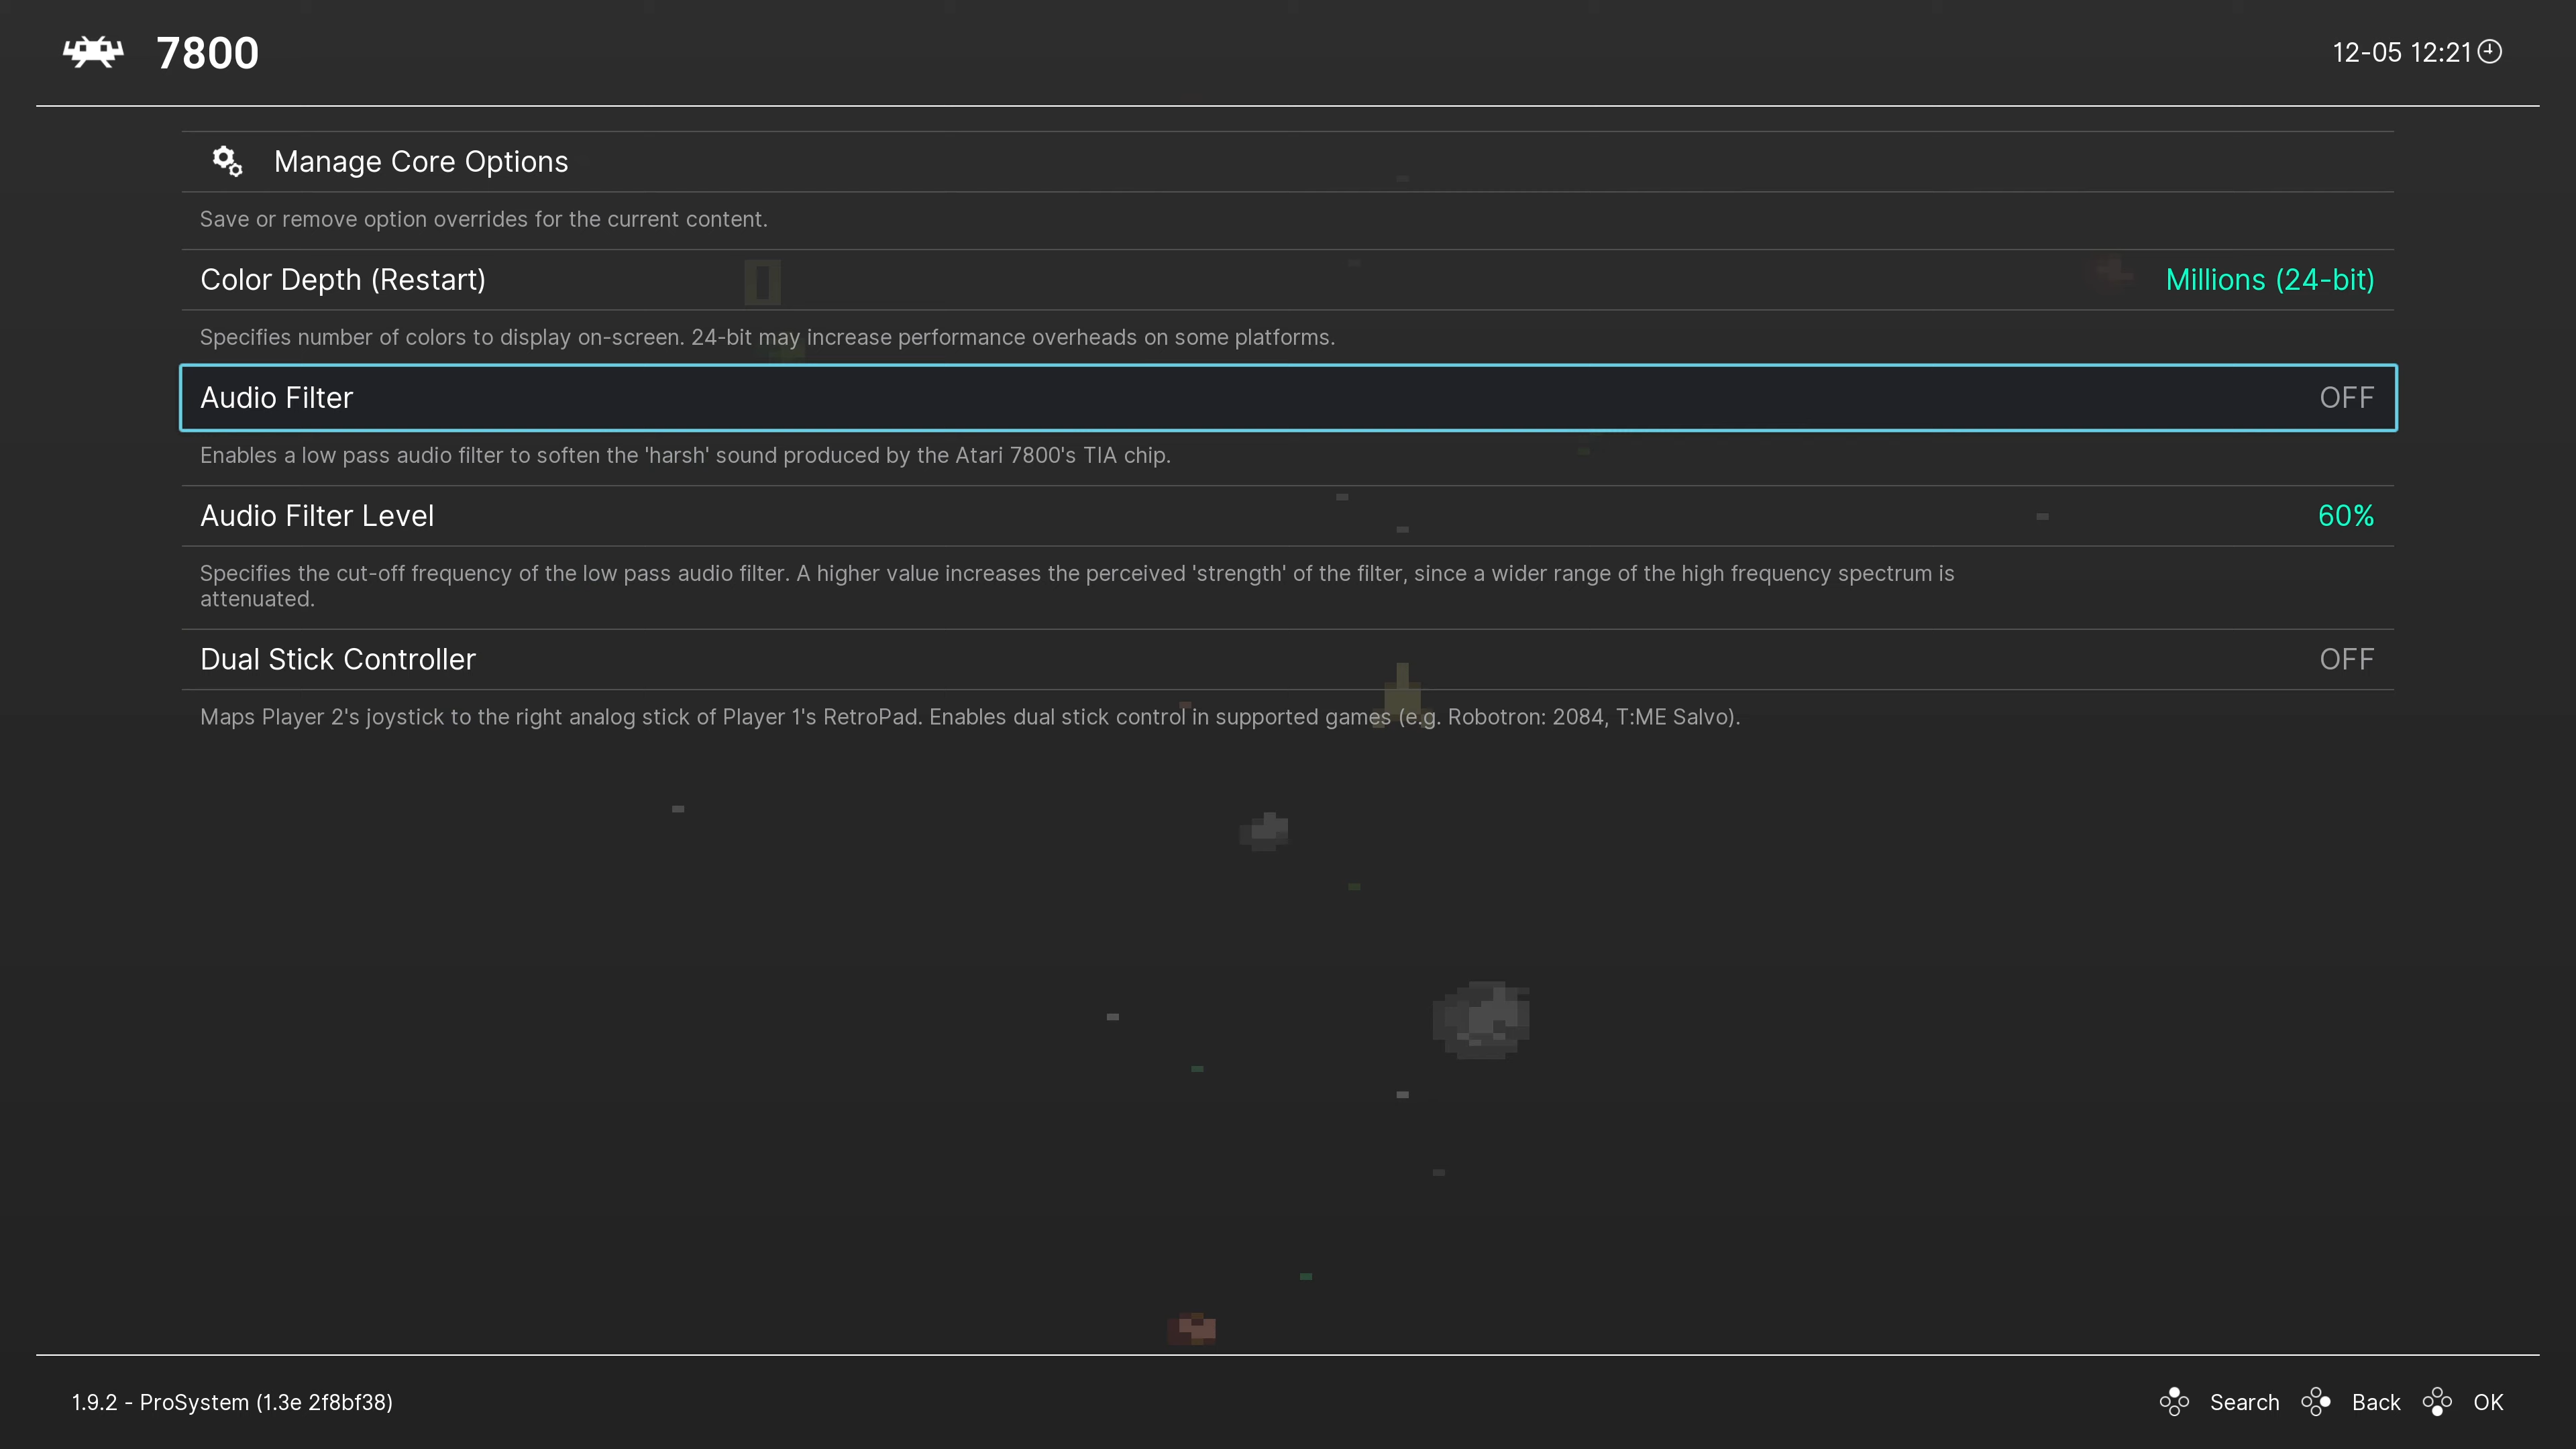 7800
12-05 12:21
Manage Core Options
Save or remove option overrides for the current content.
Color Depth (Restart) Millions (24-bit)
Specifies number of colors to display on-screen. 24-bit may increase performance overheads on some platforms.
Audio Filter OFF
Enables a low pass audio filter to soften the 'harsh' sound produced by the Atari 7800's TIA chip.
Audio Filter Level 60%
Specifies the cut-off frequency of the low pass audio filter. A higher value increases the perceived 'strength' of the filter, since a wider range of the high frequency spectrum is
attenuated.
Dual Stick Controller OFF
Maps Player 2's joystick to the right analog stick of Player 1's RetroPad. Enables dual stick control in supported games (e.g. Robotron: 2084, T:ME Salvo).
1.9.2 - ProSystem (1.3e 2f8bf38)
Search Back OK